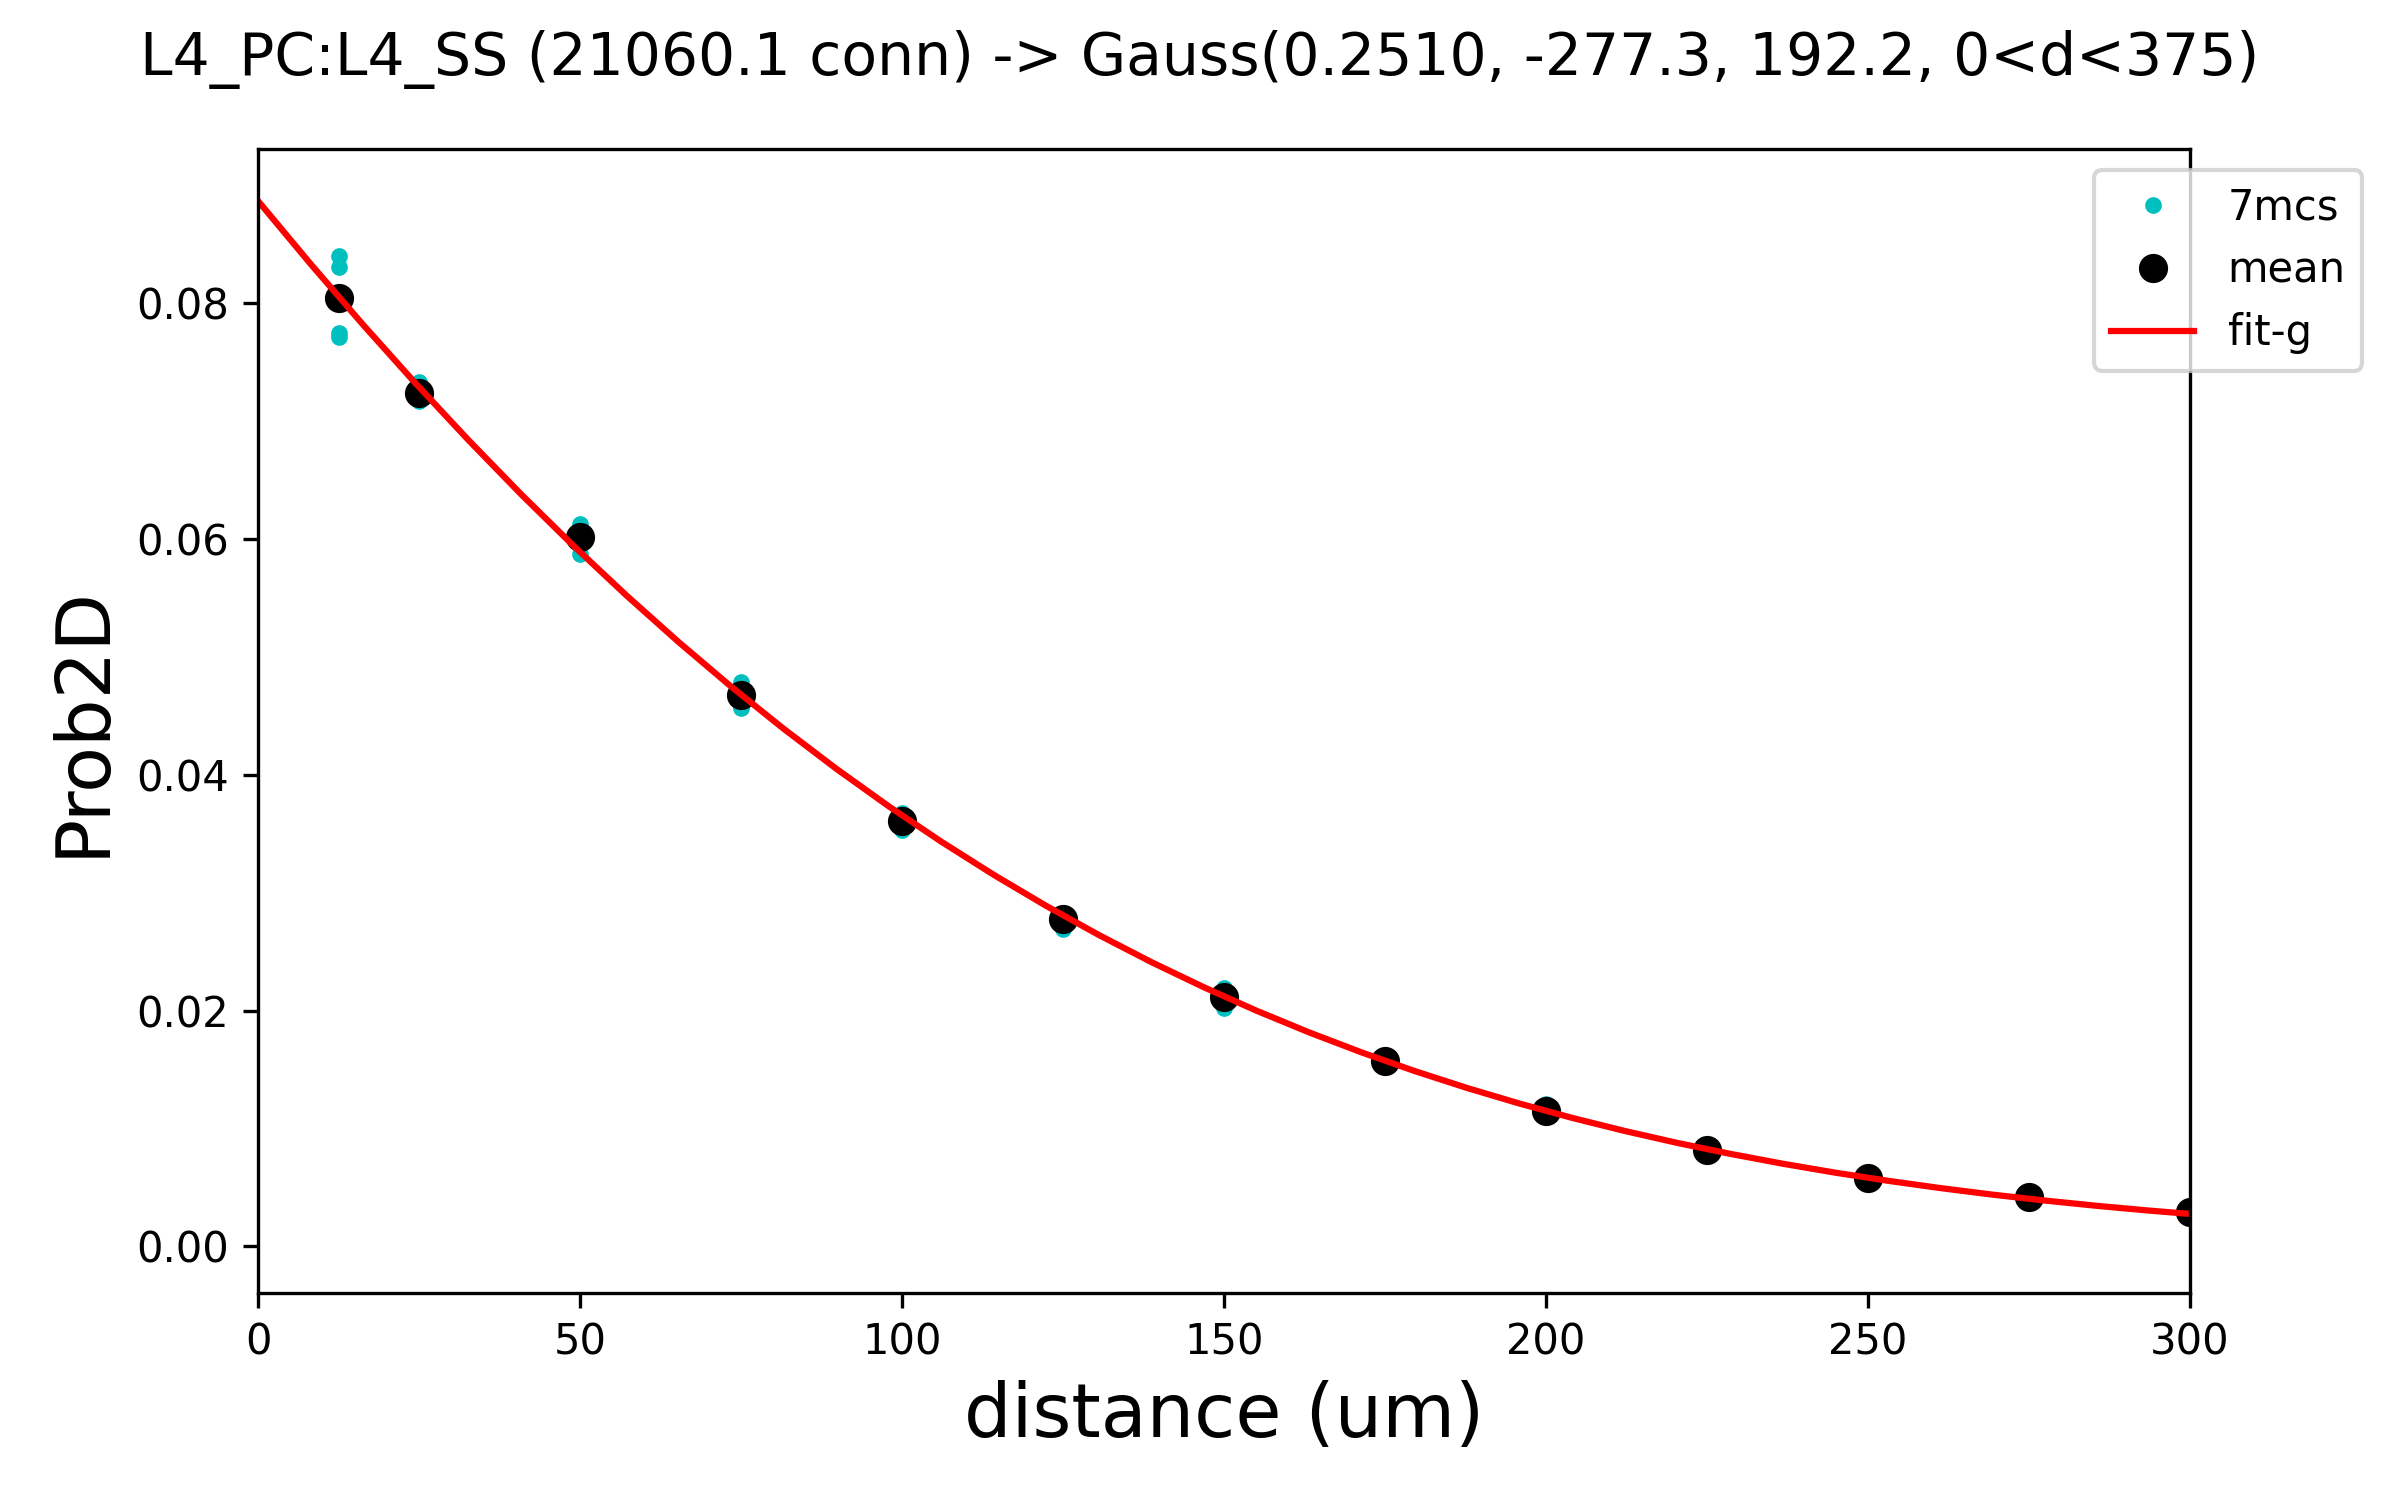 L4_PC:L4_SS (21060.1 conn) -> Gauss(0.2510, -277.3, 192.2, 0<d<375)
7mcs
mean
fit-g
Prob2D
0.08
0.06
0.04
0.02
0.00
0 50 100 150 200 250 300
distance (um)